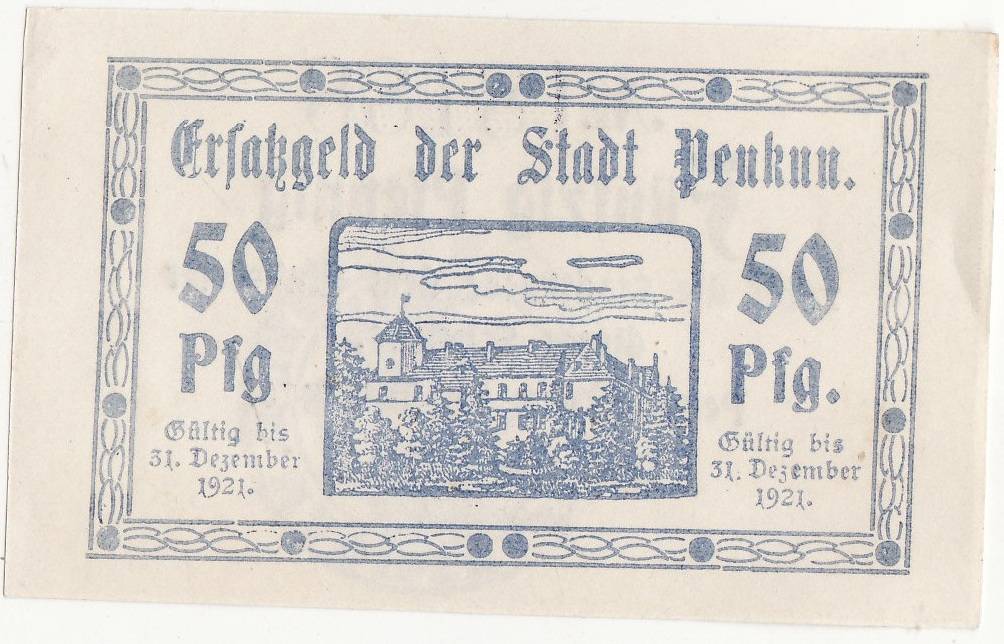 Ersatzgeld der Stadt Penkun.
50
Pfg
Gültig bis
31. Dezember
1921.
50
Pfg.
Gültig bis
31. Dezember
1921.